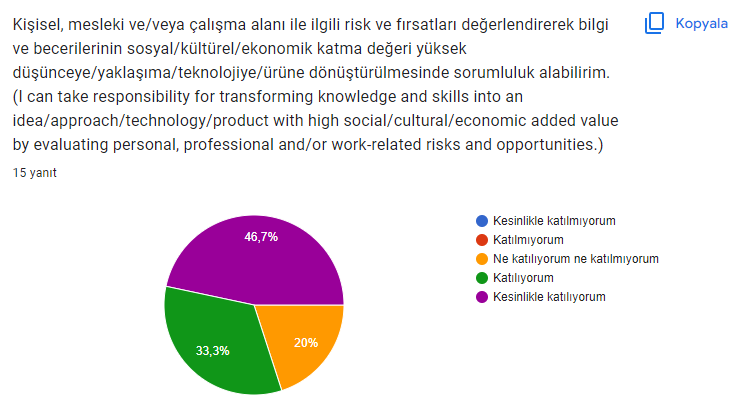 Kişisel, mesleki ve/veya çalışma alanı ile ilgili risk ve fırsatları değerlendirerek bilgi
ve becerilerinin sosyal/kültürel/ekonomik katma değeri yüksek
düşünceye/yaklaşıma/teknolojiye/ürüne dönüştürülmesinde sorumluluk alabilirim.
(I can take responsibility for transforming knowledge and skills into an
idea/approach/technology/product with high social/cultural/economic added value
by evaluating personal, professional and/or work-related risks and opportunities.)
Kopyala
15 yanıt
46,7%
33,3%
20%
Kesinlikle katılmıyorum
Katılmıyorum
Ne katılıyorum ne katılmıyorum
Katılıyorum
Kesinlikle katılıyorum